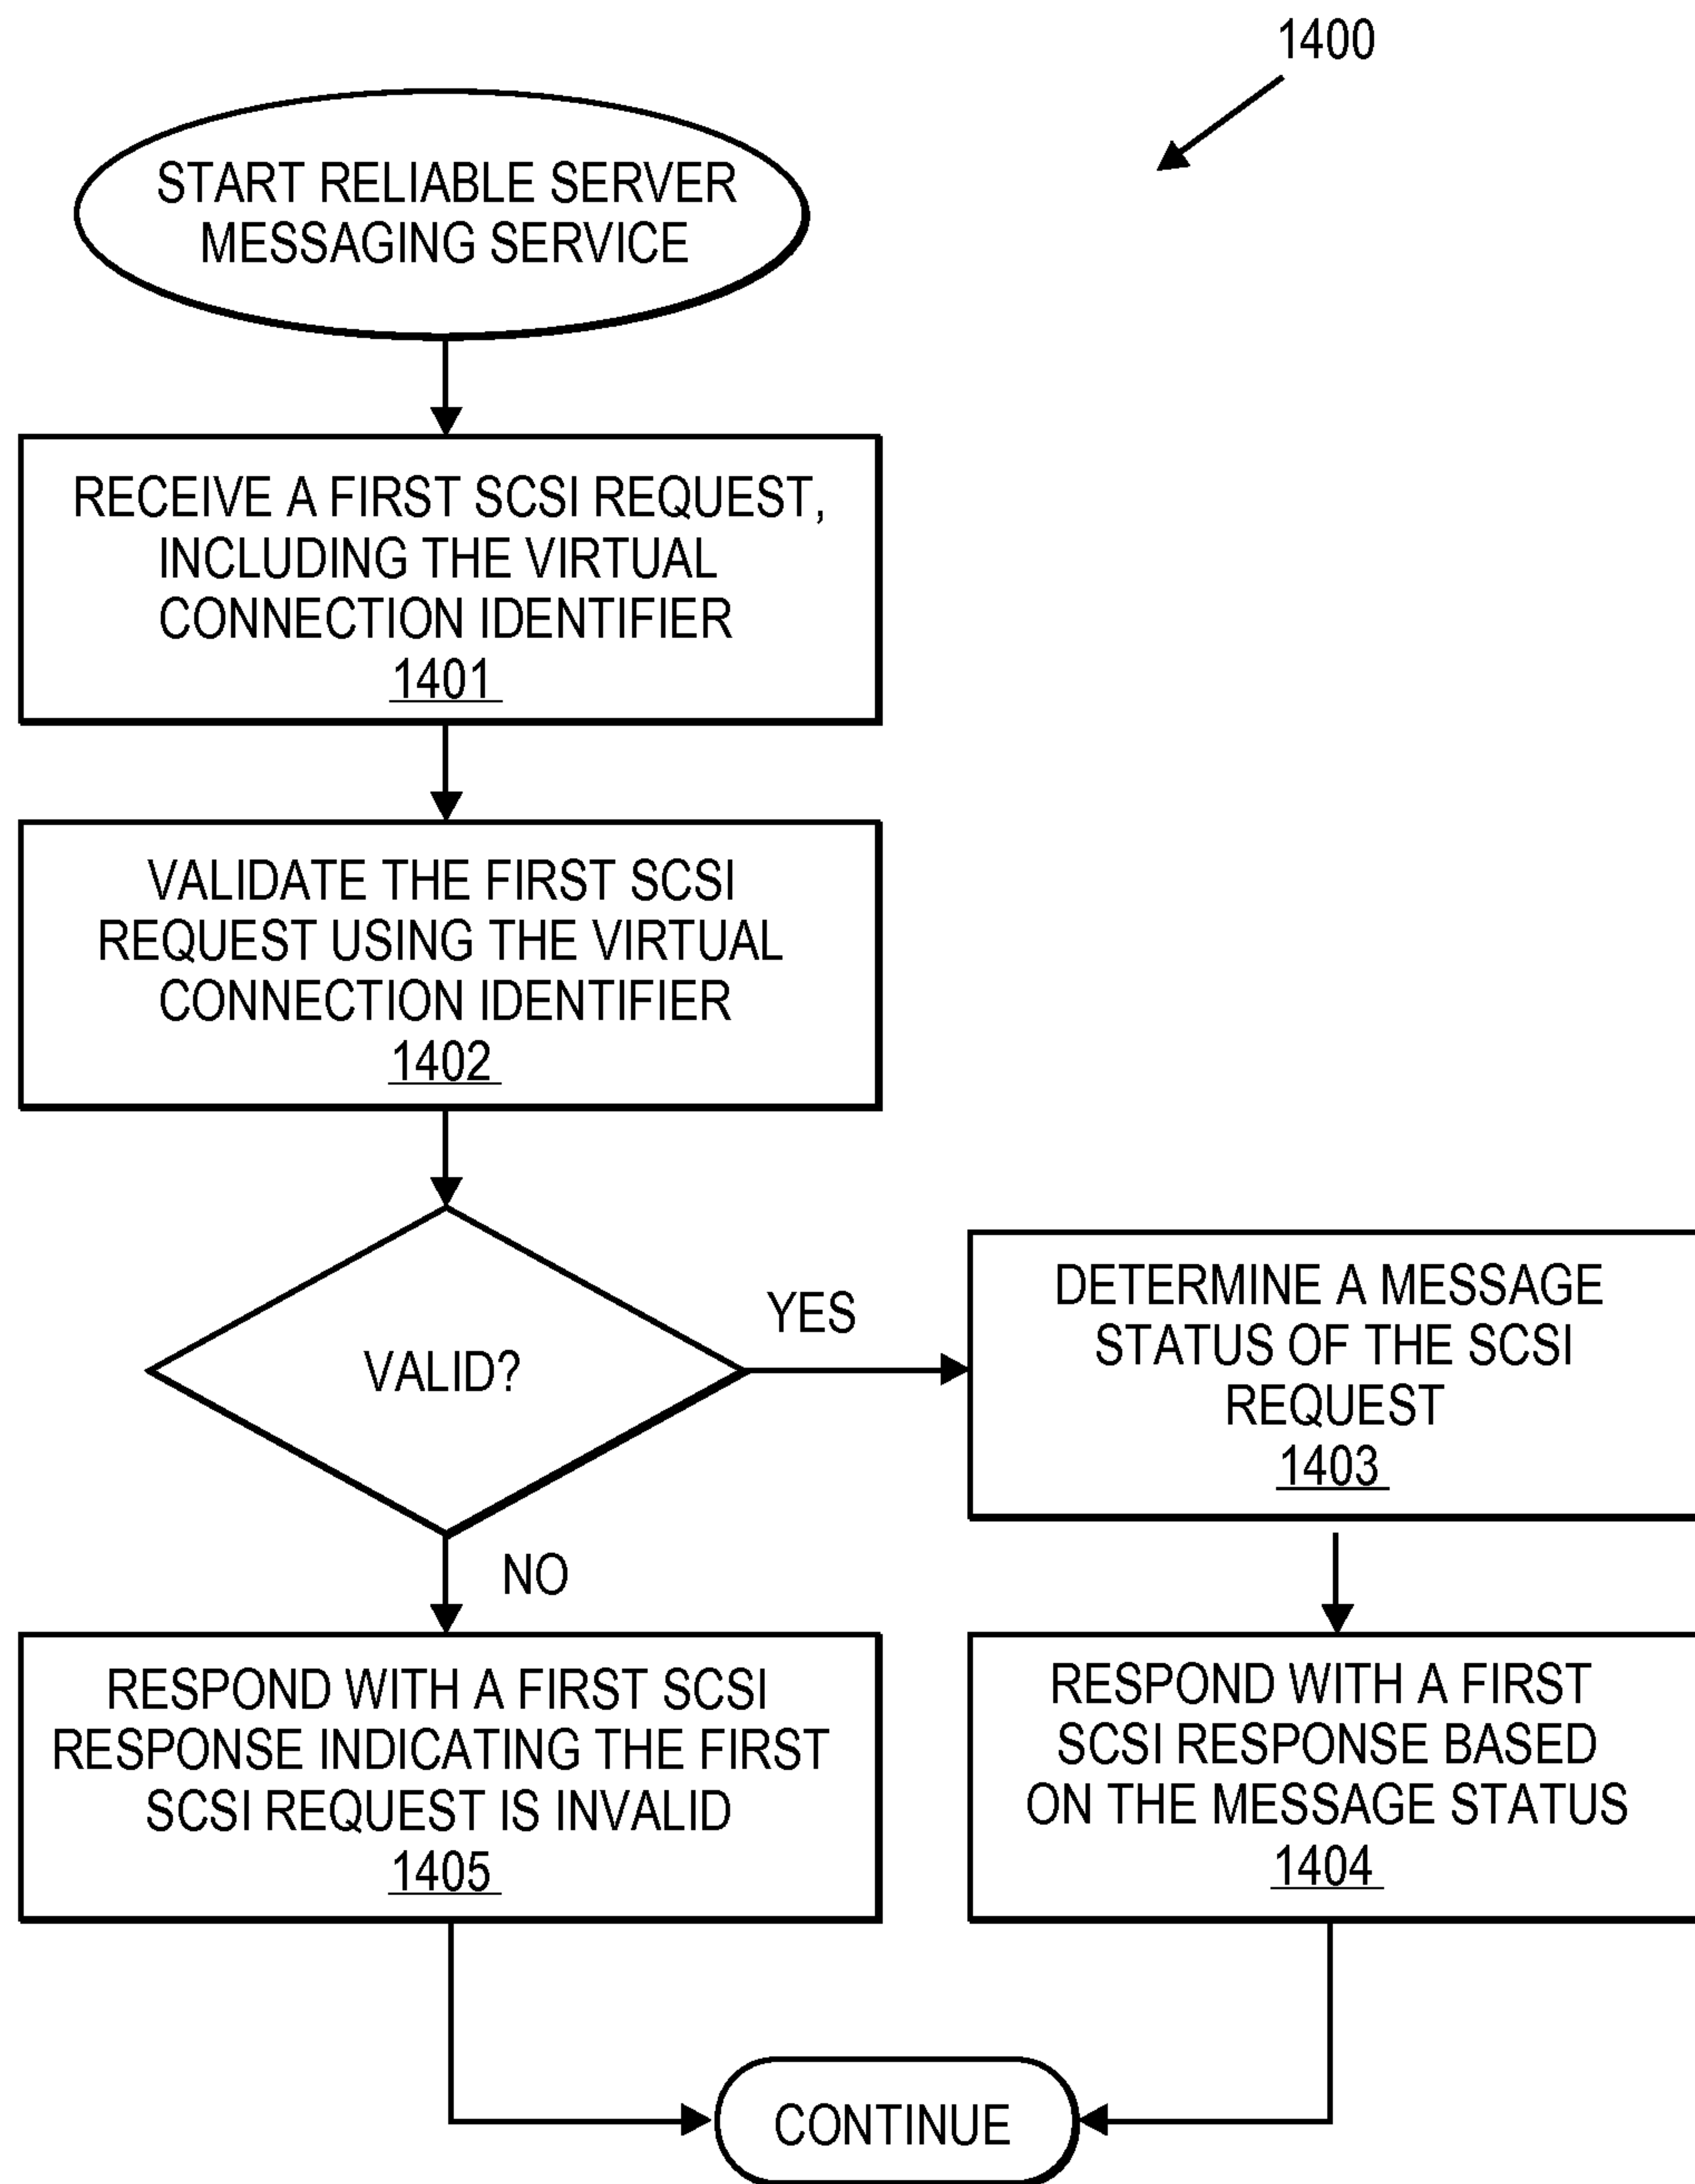 1400
START RELIABLE SERVER
MESSAGING SERVICE
RECEIVE A FIRST SCSI REQUEST,
INCLUDING THE VIRTUAL
CONNECTION IDENTIFIER
1401
VALIDATE THE FIRST SCSI
REQUEST USING THE VIRTUAL
CONNECTION IDENTIFIER
1402
VALID?
YES
DETERMINE A MESSAGE
STATUS OF THE SCSI
REQUEST
1403
NO
RESPOND WITH A FIRST SCSI
RESPONSE INDICATING THE FIRST
SCSI REQUEST IS INVALID
1405
RESPOND WITH A FIRST
SCSI RESPONSE BASED
ON THE MESSAGE STATUS
1404
CONTINUE